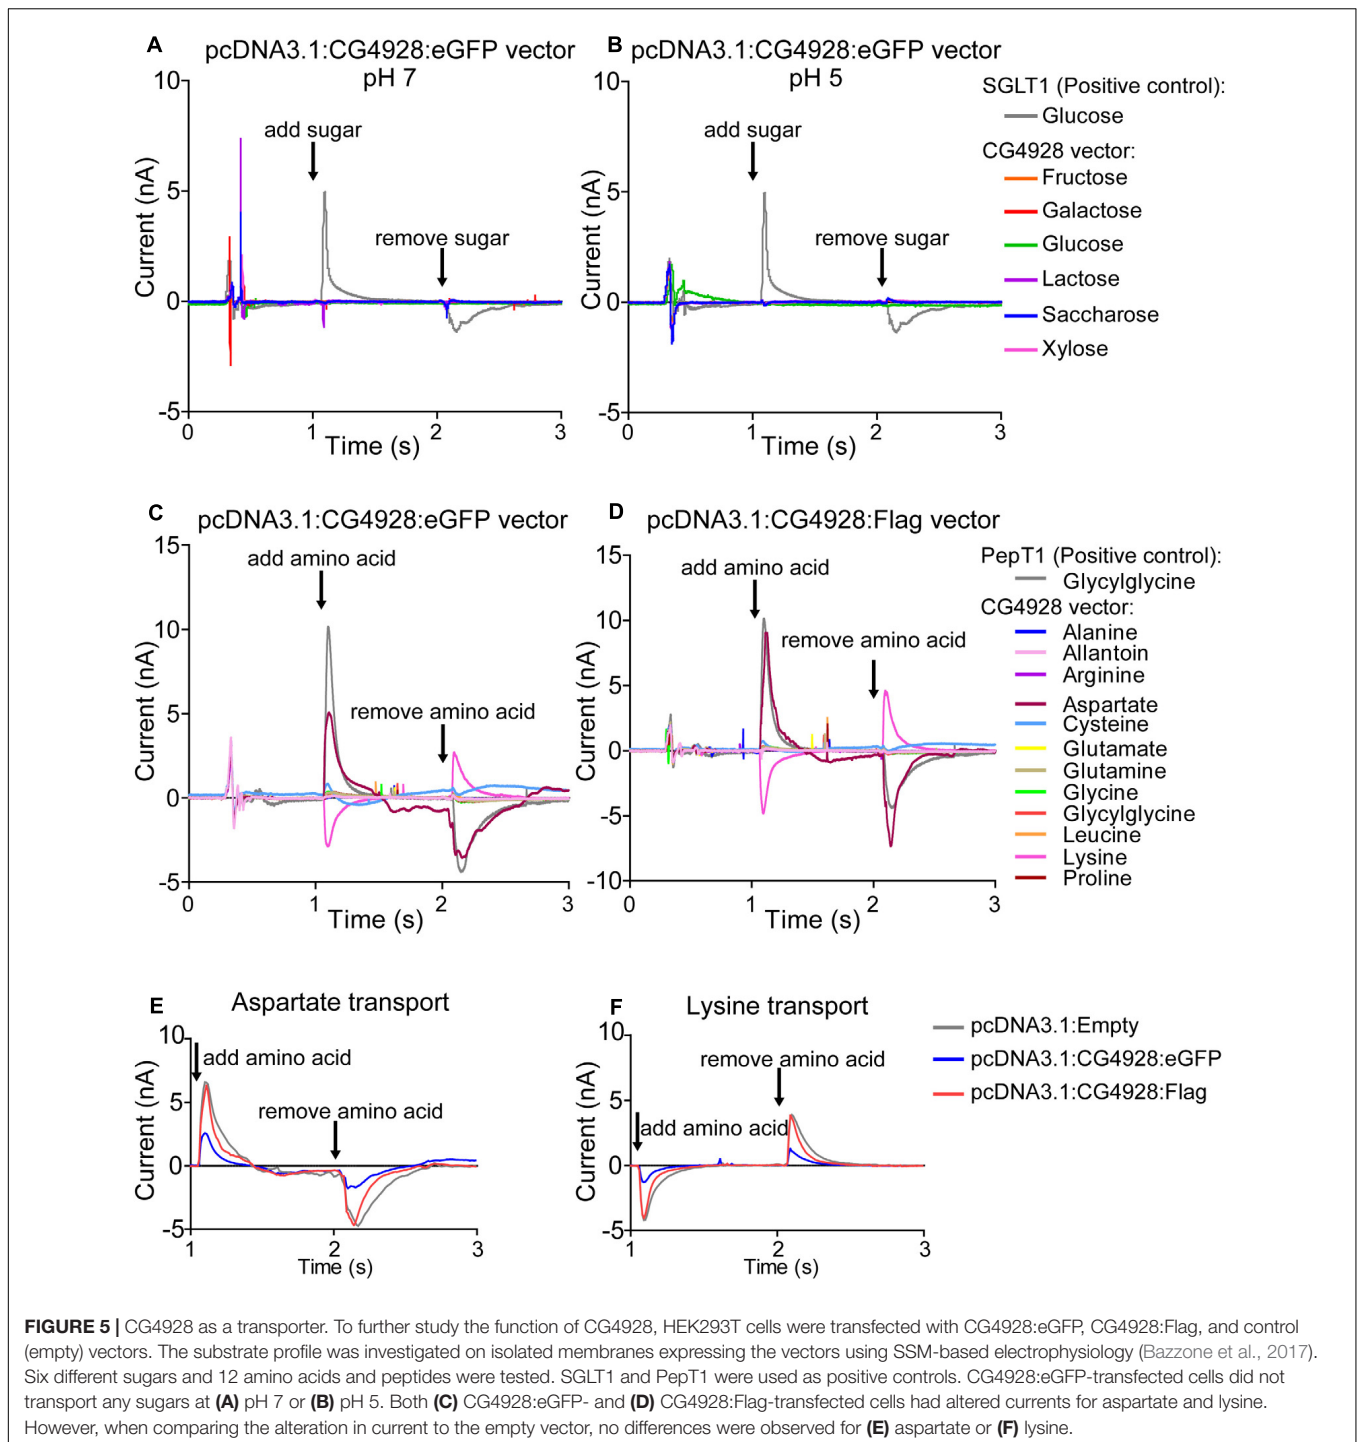 A
pcDNA3.1:CG4928:eGFP vector
pH 7
10
5
0
-5
Current (nA)
add sugar
remove sugar
0
1
2
3
Time (s)
B
pcDNA3.1:CG4928:eGFP vector
pH 5
10
5
0
-5
Current (nA)
add sugar
remove sugar
0
1
2
3
Time (s)
SGLT1 (Positive control):
Glucose
CG4928 vector:
Fructose
Galactose
Glucose
Lactose
Saccharose
Xylose
C
pcDNA3.1:CG4928:eGFP vector
15
10
5
0
-5
Current (nA)
add amino acid
remove amino acid
0
1
2
3
Time (s)
D
pcDNA3.1:CG4928:Flag vector
15
10
5
0
-5
-10
Current (nA)
add amino acid
remove amino acid
0
1
2
3
Time (s)
PepT1 (Positive control):
Glycylglycine
CG4928 vector:
Alanine
Allantoin
Arginine
Aspartate
Cysteine
Glutamate
Glutamine
Glycine
Glycylglycine
Leucine
Lysine
Proline
E
Aspartate transport
10
5
0
-5
Current (nA)
add amino acid
remove amino acid
1
2
3
Time (s)
F
Lysine transport
10
5
0
-5
Current (nA)
remove amino acid
add amino acid
1
2
3
Time (s)
pcDNA3.1:Empty
pcDNA3.1:CG4928:eGFP
pcDNA3.1:CG4928:Flag
FIGURE 5 | CG4928 as a transporter. To further study the function of CG4928, HEK293T cells were transfected with CG4928:eGFP, CG4928:Flag, and control
(empty) vectors. The substrate profile was investigated on isolated membranes expressing the vectors using SSM-based electrophysiology (Bazzone et al., 2017).
Six different sugars and 12 amino acids and peptides were tested. SGLT1 and PepT1 were used as positive controls. CG4928:eGFP-transfected cells did not
transport any sugars at (A) pH 7 or (B) pH 5. Both (C) CG4928:eGFP- and (D) CG4928:Flag-transfected cells had altered currents for aspartate and lysine.
However, when comparing the alteration in current to the empty vector, no differences were observed for (E) aspartate or (F) lysine.